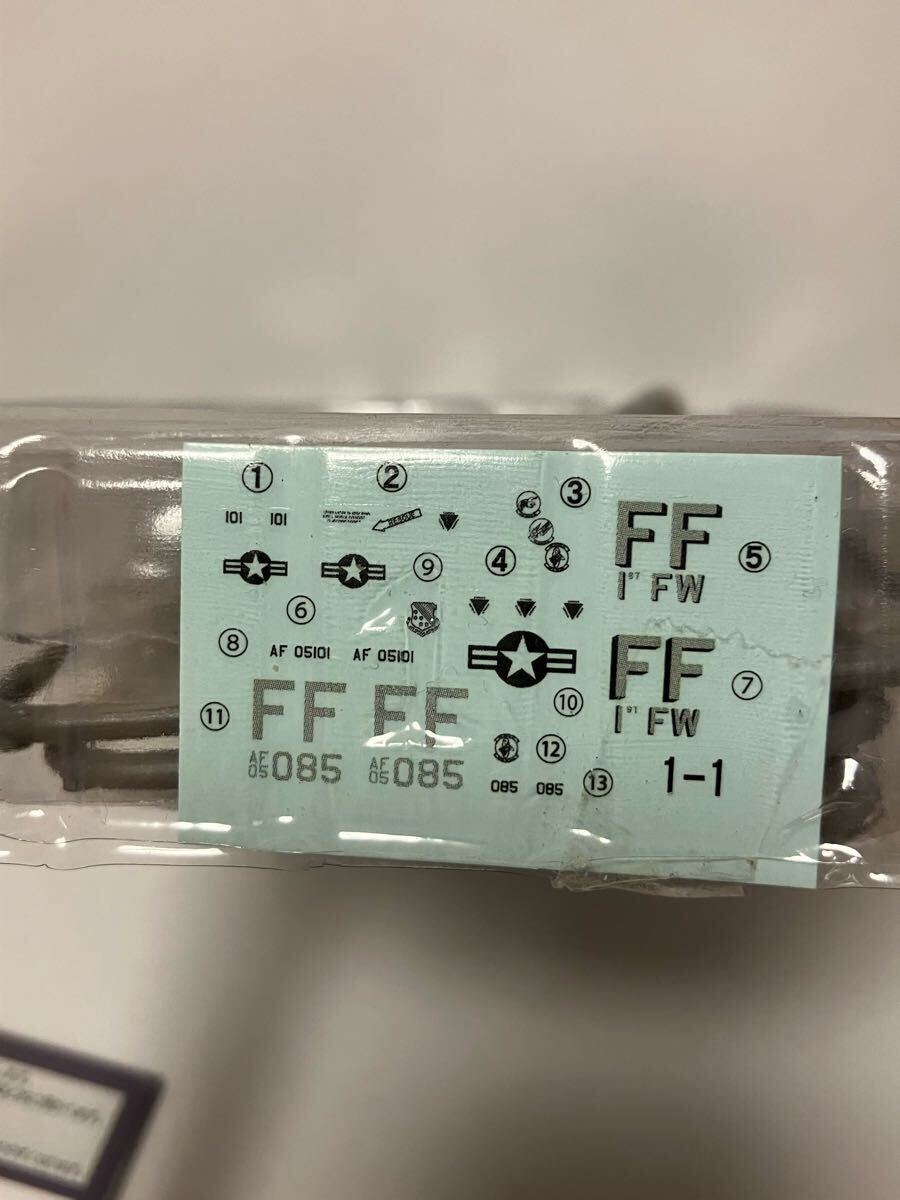 ① ② ③
101 101
RESCUE
FF
1ST FW
⑤
④
⑨
⑥
⑧
AF 05101 AF 05101
FF
1ST FW
⑦
⑩
⑪
FF FF
AF 05 085 AF 05 085
⑫
085 085
⑬
1-1